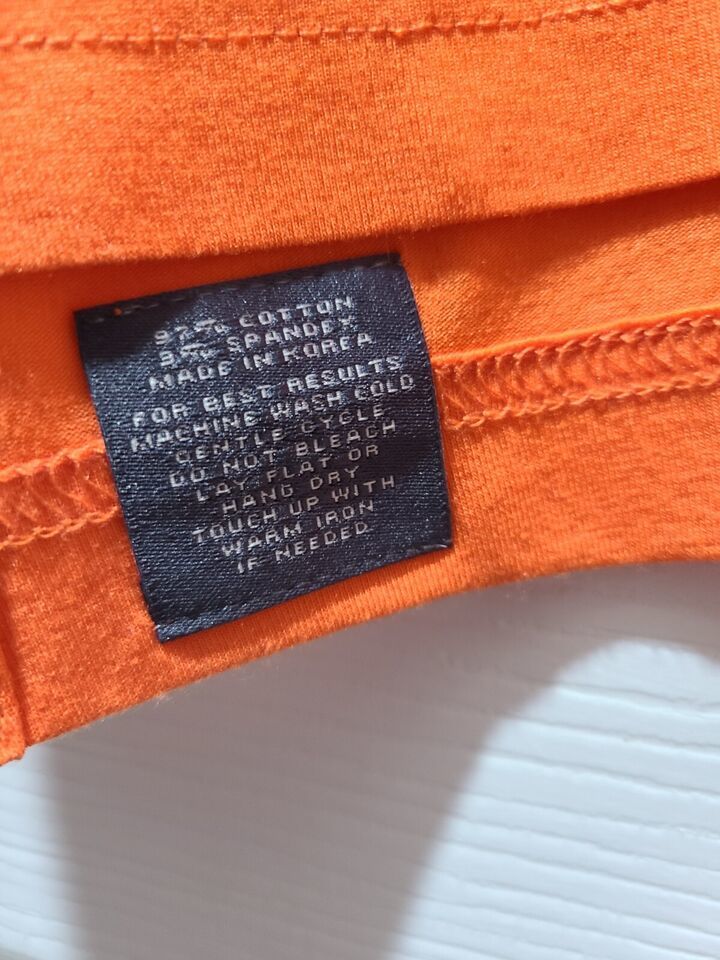 97% COTTON
3% SPANDEX
MADE IN KOREA
FOR BEST RESULTS
MACHINE WASH COLD
GENTLE CYCLE
DO NOT BLEACH
LAY FLAT OR
HANG DRY
TOUCH UP WITH
WARM IRON
IF NEEDED